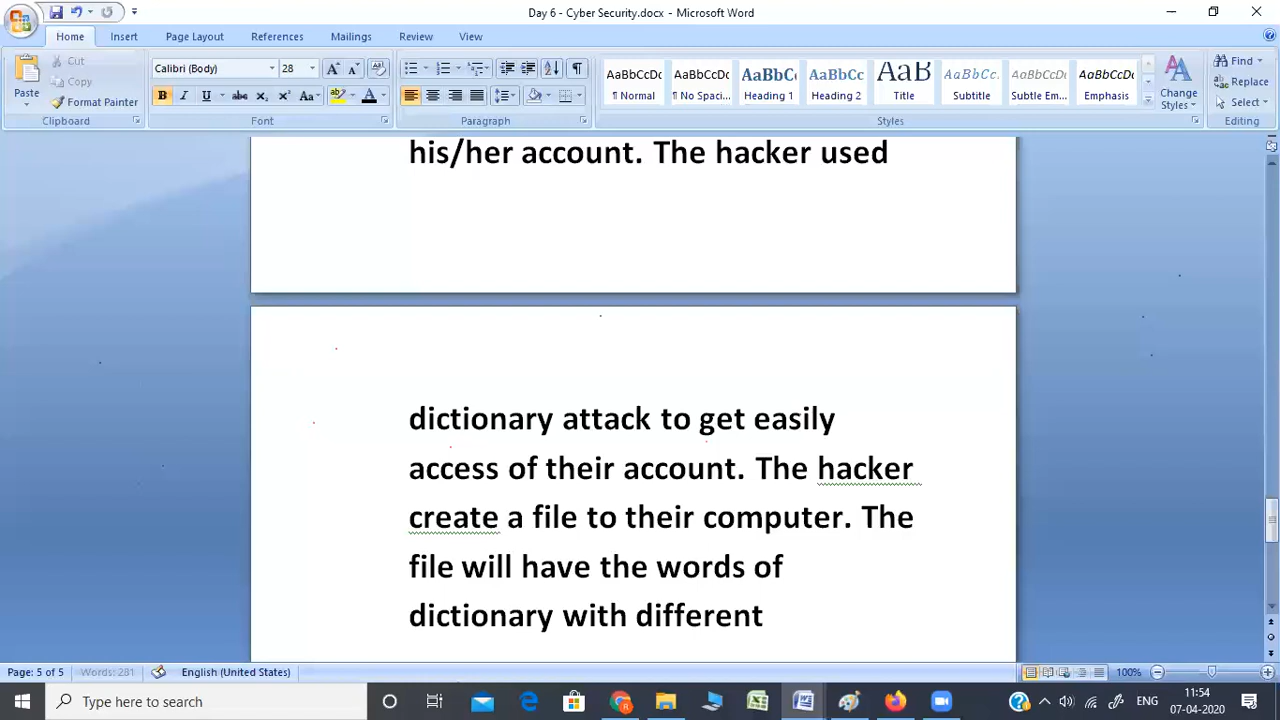 Day 6 - Cyber Security.docx - Microsoft Word
Home Insert Page Layout References Mailings Review View
Paste
Cut
Copy
Format Painter
Clipboard
Calibri (Body) 28
B I U abc x₂ x² Aa
Font
Paragraph
AaBbCcDc AaBbCcDc AaBbCc AaBbCc AaB AaBbCc. AaBbCcDc AaBbCcDc
¶ Normal ¶ No Spaci... Heading 1 Heading 2 Title Subtitle Subtle Em... Emphasis
Change Styles
Styles
Find
Replace
Select
Editing
his/her account. The hacker used
dictionary attack to get easily
access of their account. The hacker
create a file to their computer. The
file will have the words of
dictionary with different
Page: 5 of 5 Words: 281 English (United States) 100%
Type here to search
ENG
11:54
07-04-2020